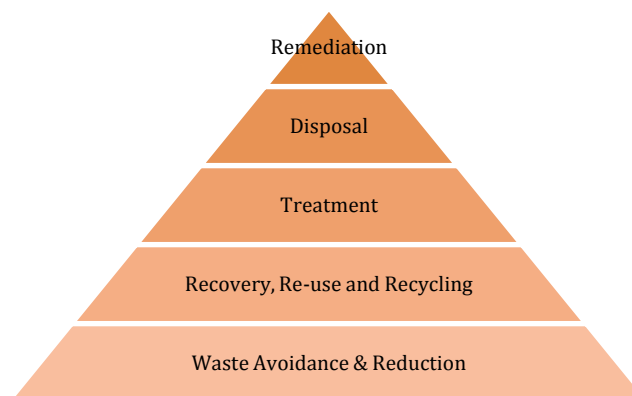 Remediation
Disposal
Treatment
Recovery, Re-use and Recycling
Waste Avoidance & Reduction